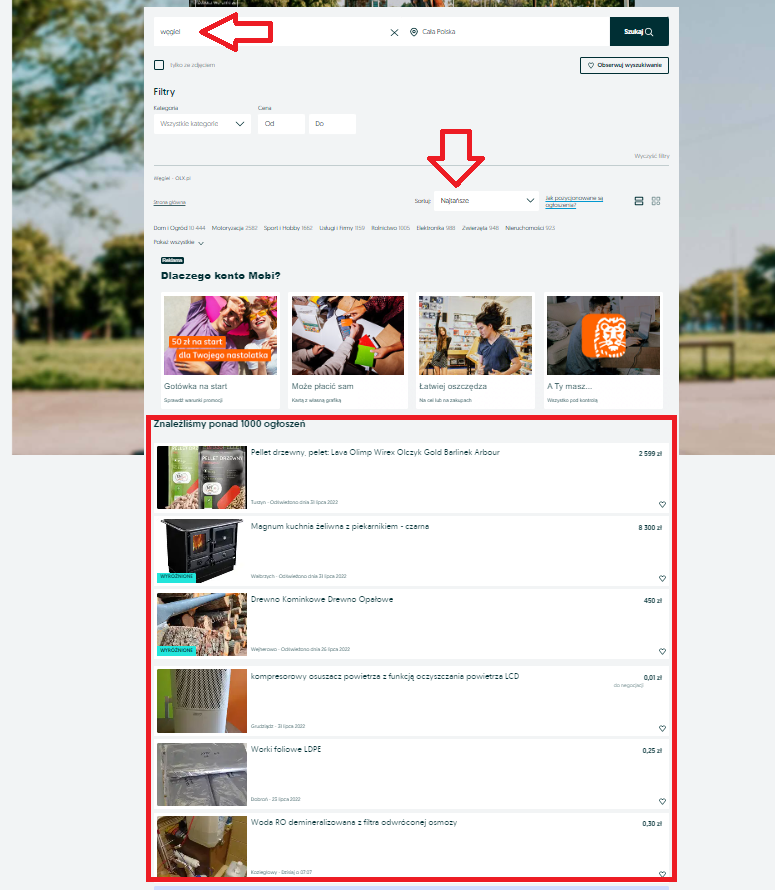 węgiel
Cała Polska
Szukaj
Tylko ze zdjęciem
Obserwuj wyszukiwanie
Filtry
Kategoria
Cena
Wszystkie kategorie
Od
Do
Wyczyść filtry
Węgiel - OLX.pl
Strona główna
Sortuj:
Najtańsze
Jak pozycjonowane są
ogłoszenia?
Dom i Ogród 10 444 Motoryzacja 2582 Sport i Hobby 1662 Usługi i Firmy 1159 Rolnictwo 1005 Elektronika 988 Zwierzęta 948 Nieruchomości 923
Pokaż wszystkie
Reklama
Dlaczego konto Mobi?
50 zł na start
dla Twojego nastolatka
Gotówka na start
Sprawdź warunki promocji
Może płacić sam
Kartą z własną grafiką
Łatwiej oszczędza
Na cel lub na zakupach
A Ty masz...
Wszystko pod kontrolą
Znaleźliśmy ponad 1000 ogłoszeń
PELLET DRZEWNY
Pellet drzewny, pelet: Lava Olimp Wirex Olczyk Gold Barlinek Arbour
2 599 zł
Tuszyn - Odświeżono dnia 31 lipca 2022
Magnum kuchnia żeliwna z piekarnikiem - czarna
8 300 zł
WYRÓŻNIONE
Wałbrzych - Odświeżono dnia 31 lipca 2022
Drewno Kominkowe Drewno Opałowe
450 zł
WYRÓŻNIONE
Wejherowo - Odświeżono dnia 26 lipca 2022
kompresorowy osuszacz powietrza z funkcją oczyszczania powietrza LCD
0,01 zł
do negocjacji
Grudziądz - 31 lipca 2022
Worki foliowe LDPE
0,25 zł
Dobroń - 23 lipca 2022
Woda RO demineralizowana z filtra odwróconej osmozy
0,30 zł
Koziegłowy - Dzisiaj o 07:07